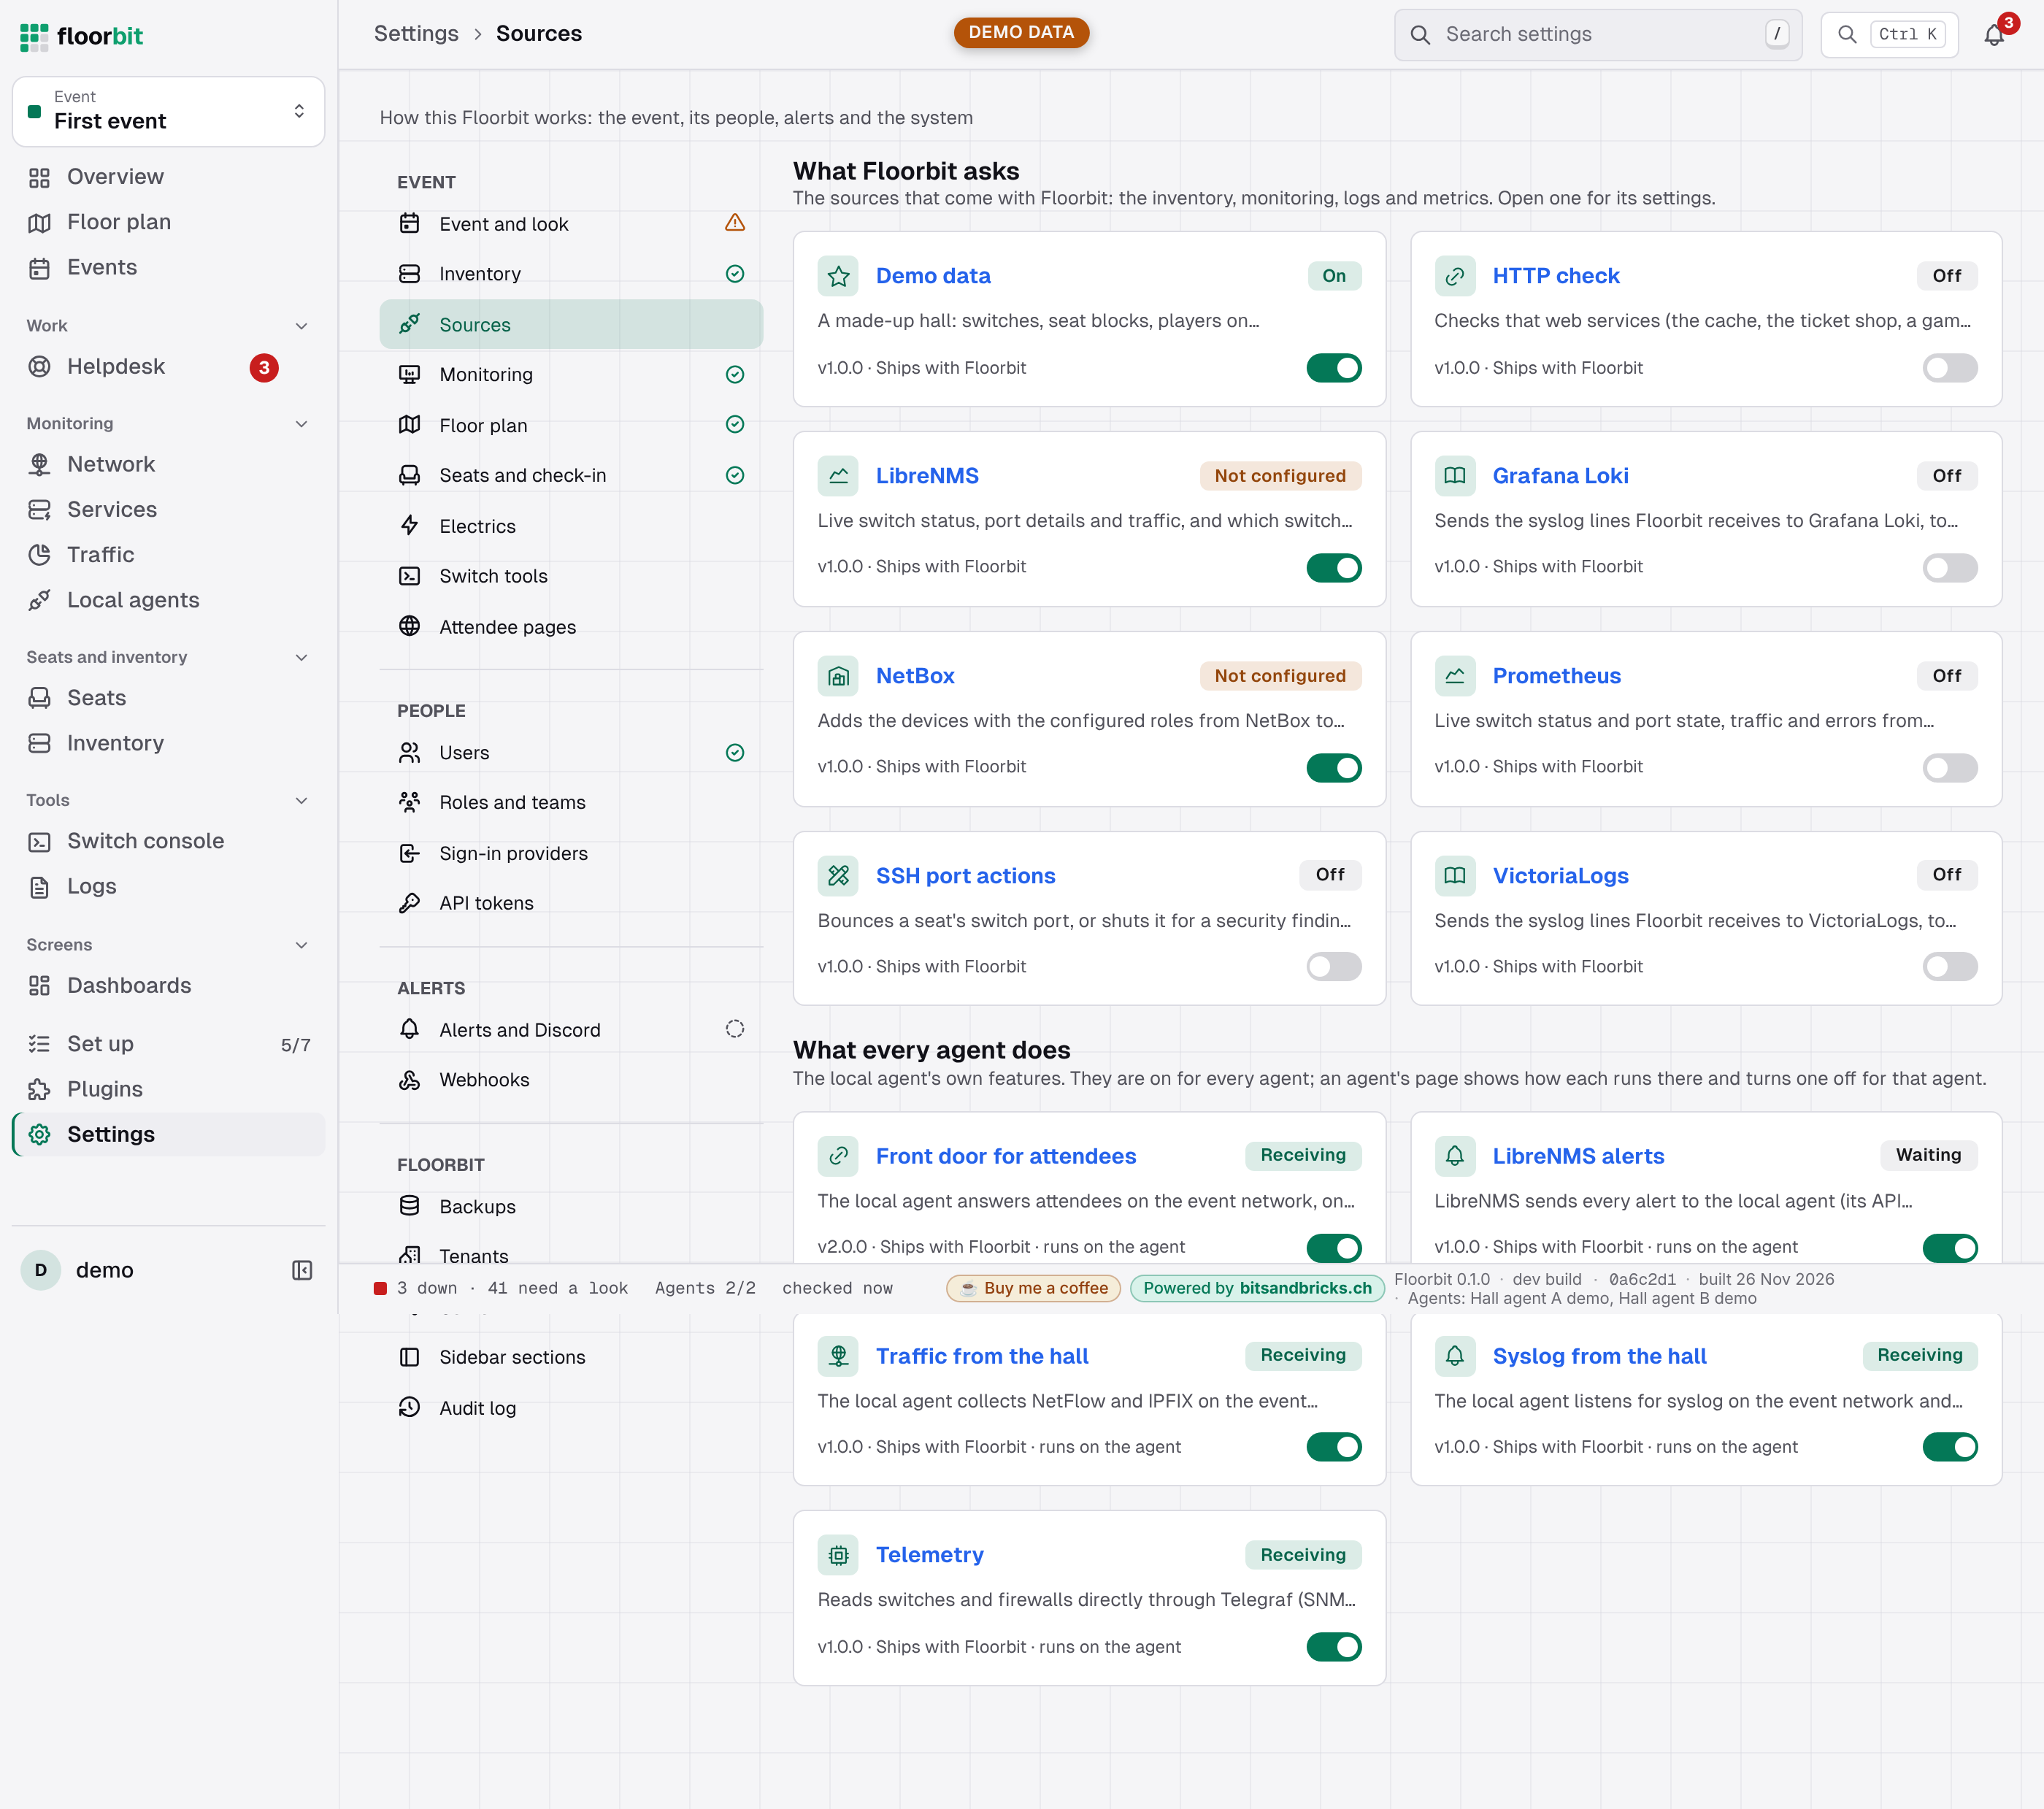 floorbit
Event
First event
Overview
Floor plan
Events
Work
Helpdesk 3
Monitoring
Network
Services
Traffic
Local agents
Seats and inventory
Seats
Inventory
Tools
Switch console
Logs
Screens
Dashboards
Set up 5/7
Plugins
Settings
D demo
Settings > Sources
DEMO DATA
Search settings /
Ctrl K
3
How this Floorbit works: the event, its people, alerts and the system
EVENT
Event and look
Inventory
Sources
Monitoring
Floor plan
Seats and check-in
Electrics
Switch tools
Attendee pages
PEOPLE
Users
Roles and teams
Sign-in providers
API tokens
ALERTS
Alerts and Discord
Webhooks
FLOORBIT
Backups
Tenants
Sidebar sections
Audit log
What Floorbit asks
The sources that come with Floorbit: the inventory, monitoring, logs and metrics. Open one for its settings.
Demo data On
A made-up hall: switches, seat blocks, players on…
v1.0.0 · Ships with Floorbit
HTTP check Off
Checks that web services (the cache, the ticket shop, a gam…
v1.0.0 · Ships with Floorbit
LibreNMS Not configured
Live switch status, port details and traffic, and which switch…
v1.0.0 · Ships with Floorbit
Grafana Loki Off
Sends the syslog lines Floorbit receives to Grafana Loki, to…
v1.0.0 · Ships with Floorbit
NetBox Not configured
Adds the devices with the configured roles from NetBox to…
v1.0.0 · Ships with Floorbit
Prometheus Off
Live switch status and port state, traffic and errors from…
v1.0.0 · Ships with Floorbit
SSH port actions Off
Bounces a seat's switch port, or shuts it for a security findin…
v1.0.0 · Ships with Floorbit
VictoriaLogs Off
Sends the syslog lines Floorbit receives to VictoriaLogs, to…
v1.0.0 · Ships with Floorbit
What every agent does
The local agent's own features. They are on for every agent; an agent's page shows how each runs there and turns one off for that agent.
Front door for attendees Receiving
The local agent answers attendees on the event network, on…
v2.0.0 · Ships with Floorbit · runs on the agent
LibreNMS alerts Waiting
LibreNMS sends every alert to the local agent (its API…
v1.0.0 · Ships with Floorbit · runs on the agent
3 down · 41 need a look Agents 2/2 checked now
Buy me a coffee
Powered by bitsandbricks.ch
Floorbit 0.1.0 · dev build · 0a6c2d1 · built 26 Nov 2026
· Agents: Hall agent A demo, Hall agent B demo
Traffic from the hall Receiving
The local agent collects NetFlow and IPFIX on the event…
v1.0.0 · Ships with Floorbit · runs on the agent
Syslog from the hall Receiving
The local agent listens for syslog on the event network and…
v1.0.0 · Ships with Floorbit · runs on the agent
Telemetry Receiving
Reads switches and firewalls directly through Telegraf (SNM…
v1.0.0 · Ships with Floorbit · runs on the agent